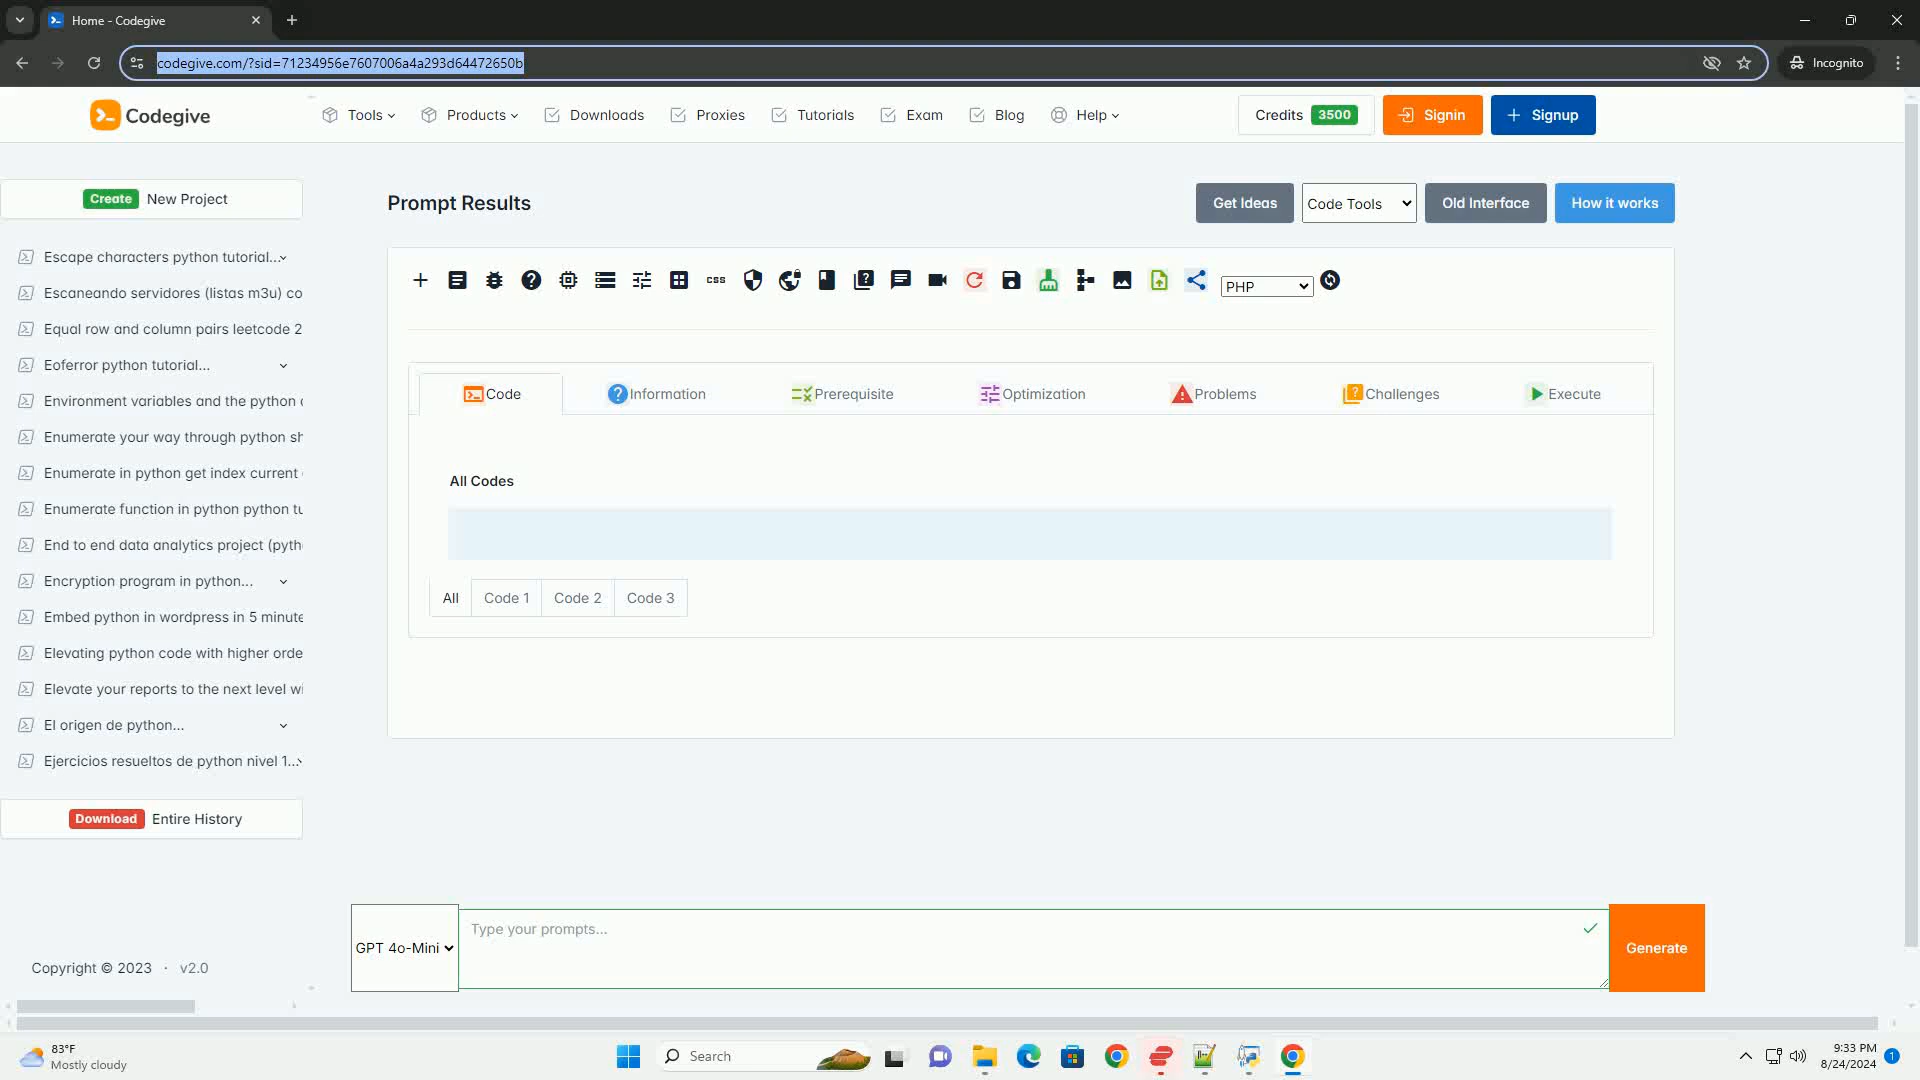 Home - Codegive
codegive.com/?sid=71234956e7607006a4a293d64472650b
Incognito
Codegive
Tools
Products
Downloads
Proxies
Tutorials
Exam
Blog
Help
Credits 3500
Signin
Signup
Create New Project
Escape characters python tutorial...
Escaneando servidores (listas m3u) co
Equal row and column pairs leetcode 2
Eoferror python tutorial...
Environment variables and the python
Enumerate your way through python sh
Enumerate in python get index current
Enumerate function in python python tu
End to end data analytics project (pyth
Encryption program in python...
Embed python in wordpress in 5 minute
Elevating python code with higher orde
Elevate your reports to the next level wi
El origen de python...
Ejercicios resueltos de python nivel 1...
Download Entire History
Copyright © 2023 · v2.0
Prompt Results
Get Ideas
Code Tools
Old Interface
How it works
css
PHP
Code
Information
Prerequisite
Optimization
Problems
Challenges
Execute
All Codes
All
Code 1
Code 2
Code 3
GPT 4o-Mini
Type your prompts...
Generate
83°F
Mostly cloudy
Search
9:33 PM
8/24/2024
1